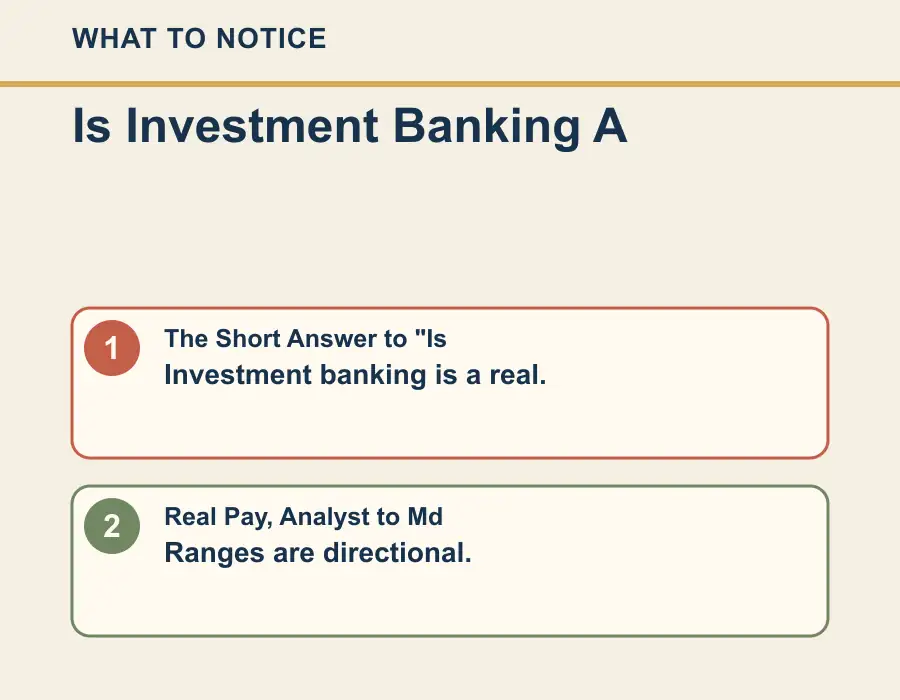 WHAT TO NOTICE
Is Investment Banking A
1
The Short Answer to "Is
Investment banking is a real.
2
Real Pay, Analyst to Md
Ranges are directional.